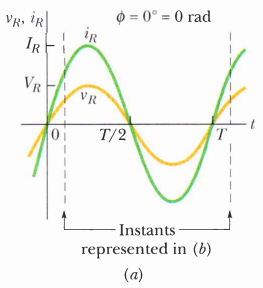 v_R, i_R
ϕ = 0° = 0 rad
I_R
i_R
V_R
v_R
0
T/2
T
t
Instants
represented in (b)
(a)